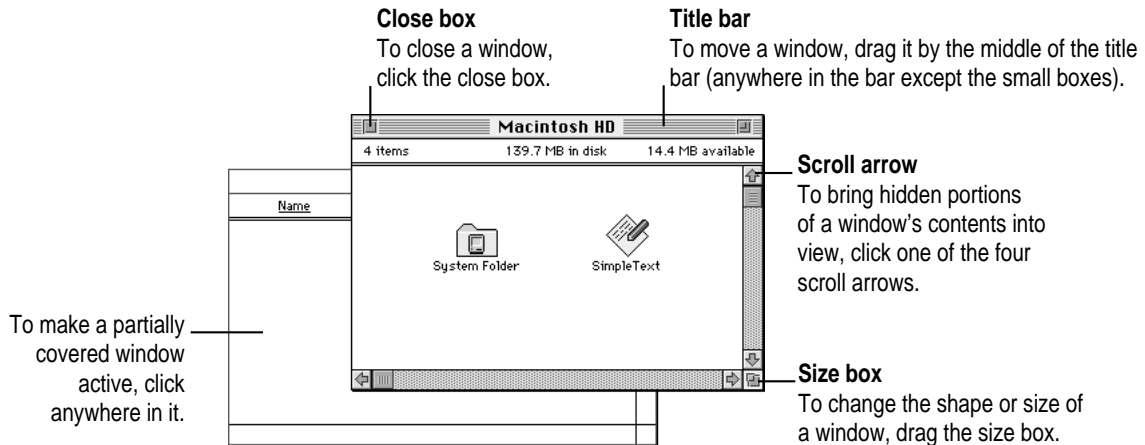 Close box
To close a window,
click the close box.
Title bar
To move a window, drag it by the middle of the title
bar (anywhere in the bar except the small boxes).
Macintosh HD
4 items 139.7 MB in disk 14.4 MB available
Name
System Folder
SimpleText
Scroll arrow
To bring hidden portions
of a window’s contents into
view, click one of the four
scroll arrows.
To make a partially
covered window
active, click
anywhere in it.
Size box
To change the shape or size of
a window, drag the size box.